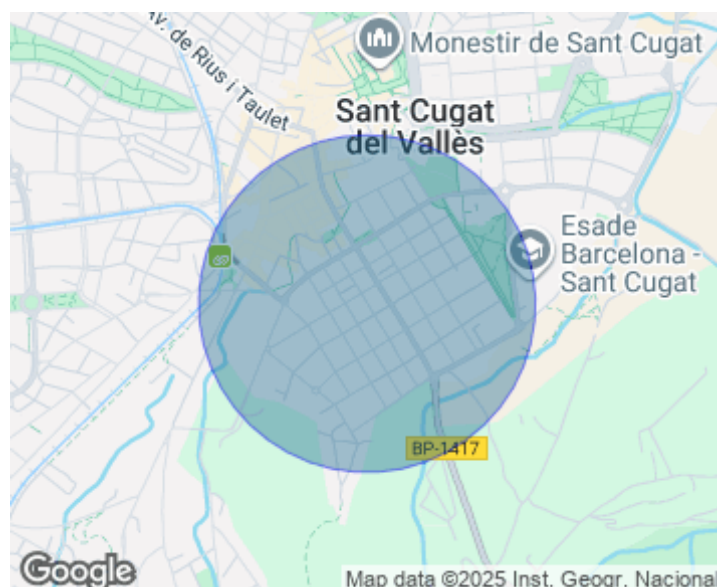 Av. de Rius i Taulet
Monestir de Sant Cugat
Sant Cugat
del Vallès
Esade
Barcelona -
Sant Cugat
BP-1417
Google
Map data ©2025 Inst. Geogr. Nacional